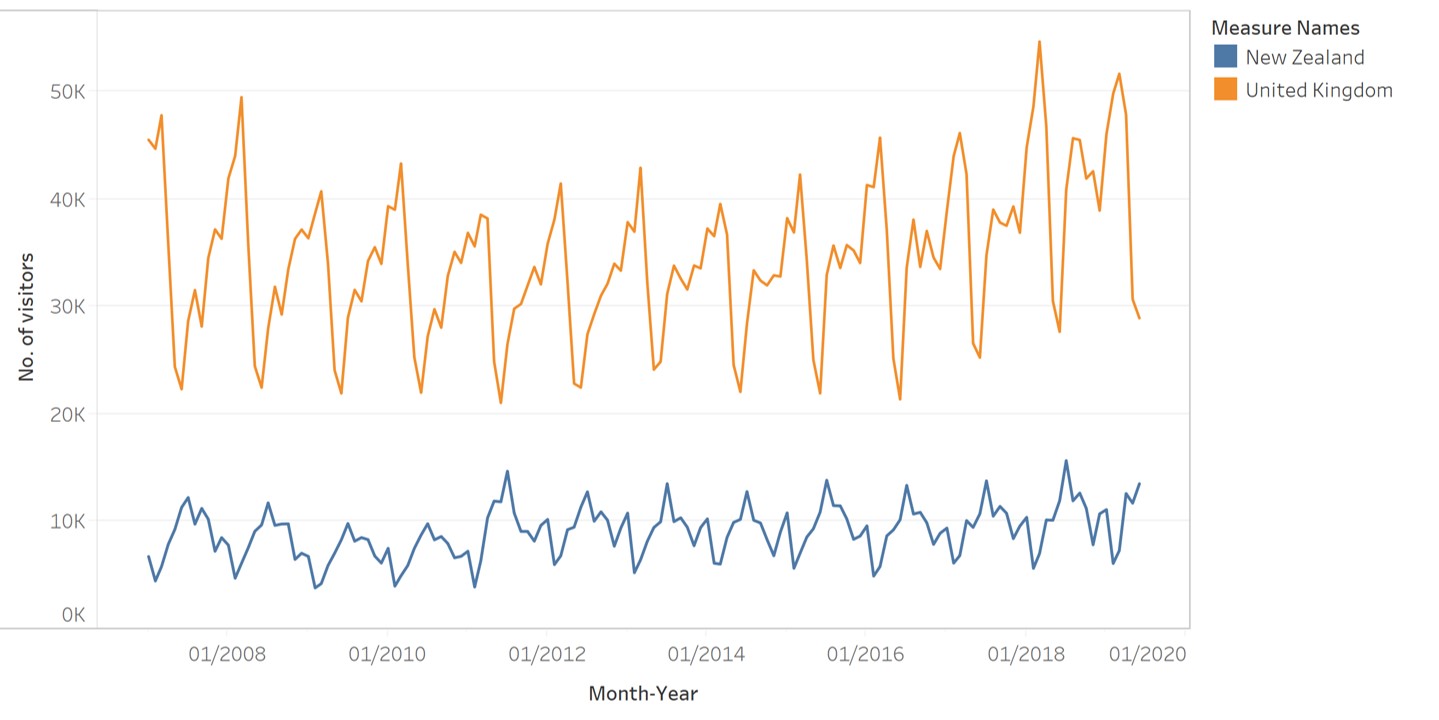 Measure Names
New Zealand
United Kingdom
No. of visitors
50K
40K
30K
20K
10K
0K
01/2008 01/2010 01/2012 01/2014 01/2016 01/2018 01/2020
Month-Year